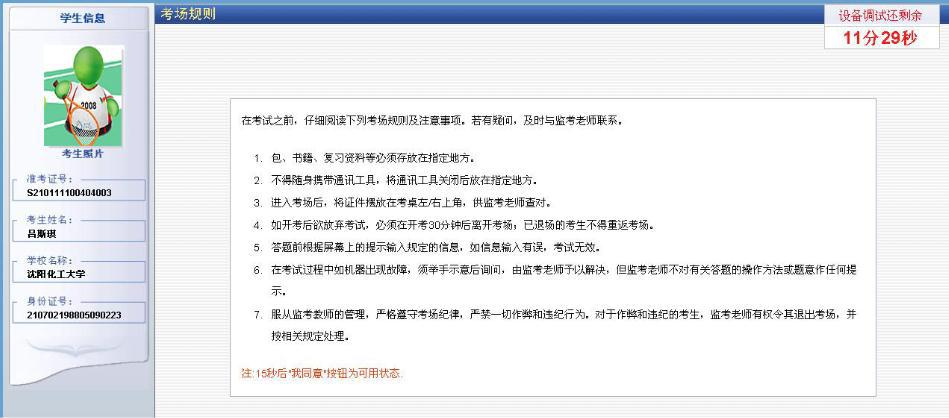 学生信息
2008
考生照片
准考证号：
S210111100404003
考生姓名：
吕斯琪
学校名称：
沈阳化工大学
身份证号：
210702198805090223
考场规则
设备调试还剩余
11分29秒
在考试之前，仔细阅读下列考场规则及注意事项。若有疑问，及时与监考老师联系。
1. 包、书籍、复习资料等必须存放在指定地方。
2. 不得随身携带通讯工具，将通讯工具关闭后放在指定地方。
3. 进入考场后，将证件摆放在考桌左/右上角，供监考老师查对。
4. 如开考后欲放弃考试，必须在开考30分钟后离开考场；已退场的考生不得重返考场。
5. 答题前根据屏幕上的提示输入规定的信息，如信息输入有误，考试无效。
6. 在考试过程中如机器出现故障，须举手示意后询问，由监考老师予以解决，但监考老师不对有关答题的操作方法或题意作任何提
示。
7. 服从监考教师的管理，严格遵守考场纪律，严禁一切作弊和违纪行为。对于作弊和违纪的考生，监考老师有权令其退出考场，并
按相关规定处理。
注:15秒后"我同意"按钮为可用状态.